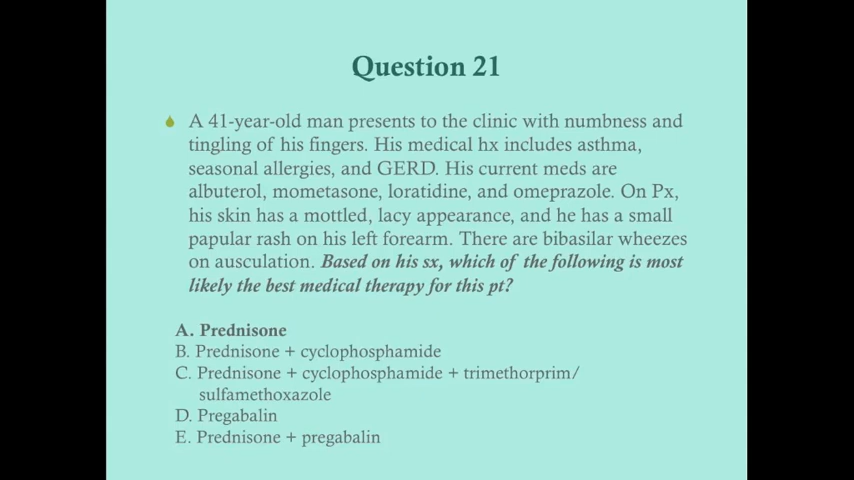 Question 21
A 41-year-old man presents to the clinic with numbness and
tingling of his fingers. His medical hx includes asthma,
seasonal allergies, and GERD. His current meds are
albuterol, mometasone, loratidine, and omeprazole. On Px,
his skin has a mottled, lacy appearance, and he has a small
papular rash on his left forearm. There are bibasilar wheezes
on ausculation. Based on his sx, which of the following is most
likely the best medical therapy for this pt?
A. Prednisone
B. Prednisone + cyclophosphamide
C. Prednisone + cyclophosphamide + trimethorprim/
sulfamethoxazole
D. Pregabalin
E. Prednisone + pregabalin